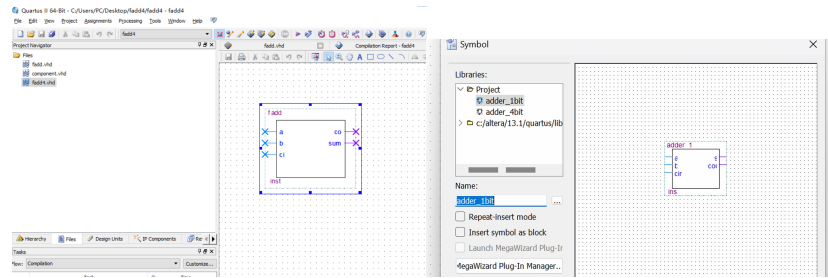 Quartus II 64-Bit - C:/Users/PC/Desktop/fadd4/fadd4 - fadd4
File Edit View Project Assignments Processing Tools Window Help
fadd4
Project Navigator
Files
fadd.vhd
component.vhd
fadd4.vhd
Hierarchy Files Design Units IP Components Re
Tasks
Flow: Compilation Customize...
fadd.vhd Compilation Report - fadd4
fadd
a co
b sum
ci
inst
Symbol
Libraries:
Project
adder_1bit
adder_4bit
c:/altera/13.1/quartus/lib
Name:
adder_1bit
...
Repeat-insert mode
Insert symbol as block
Launch MegaWizard Plug-In
MegaWizard Plug-In Manager..
adder_1
cir
ins